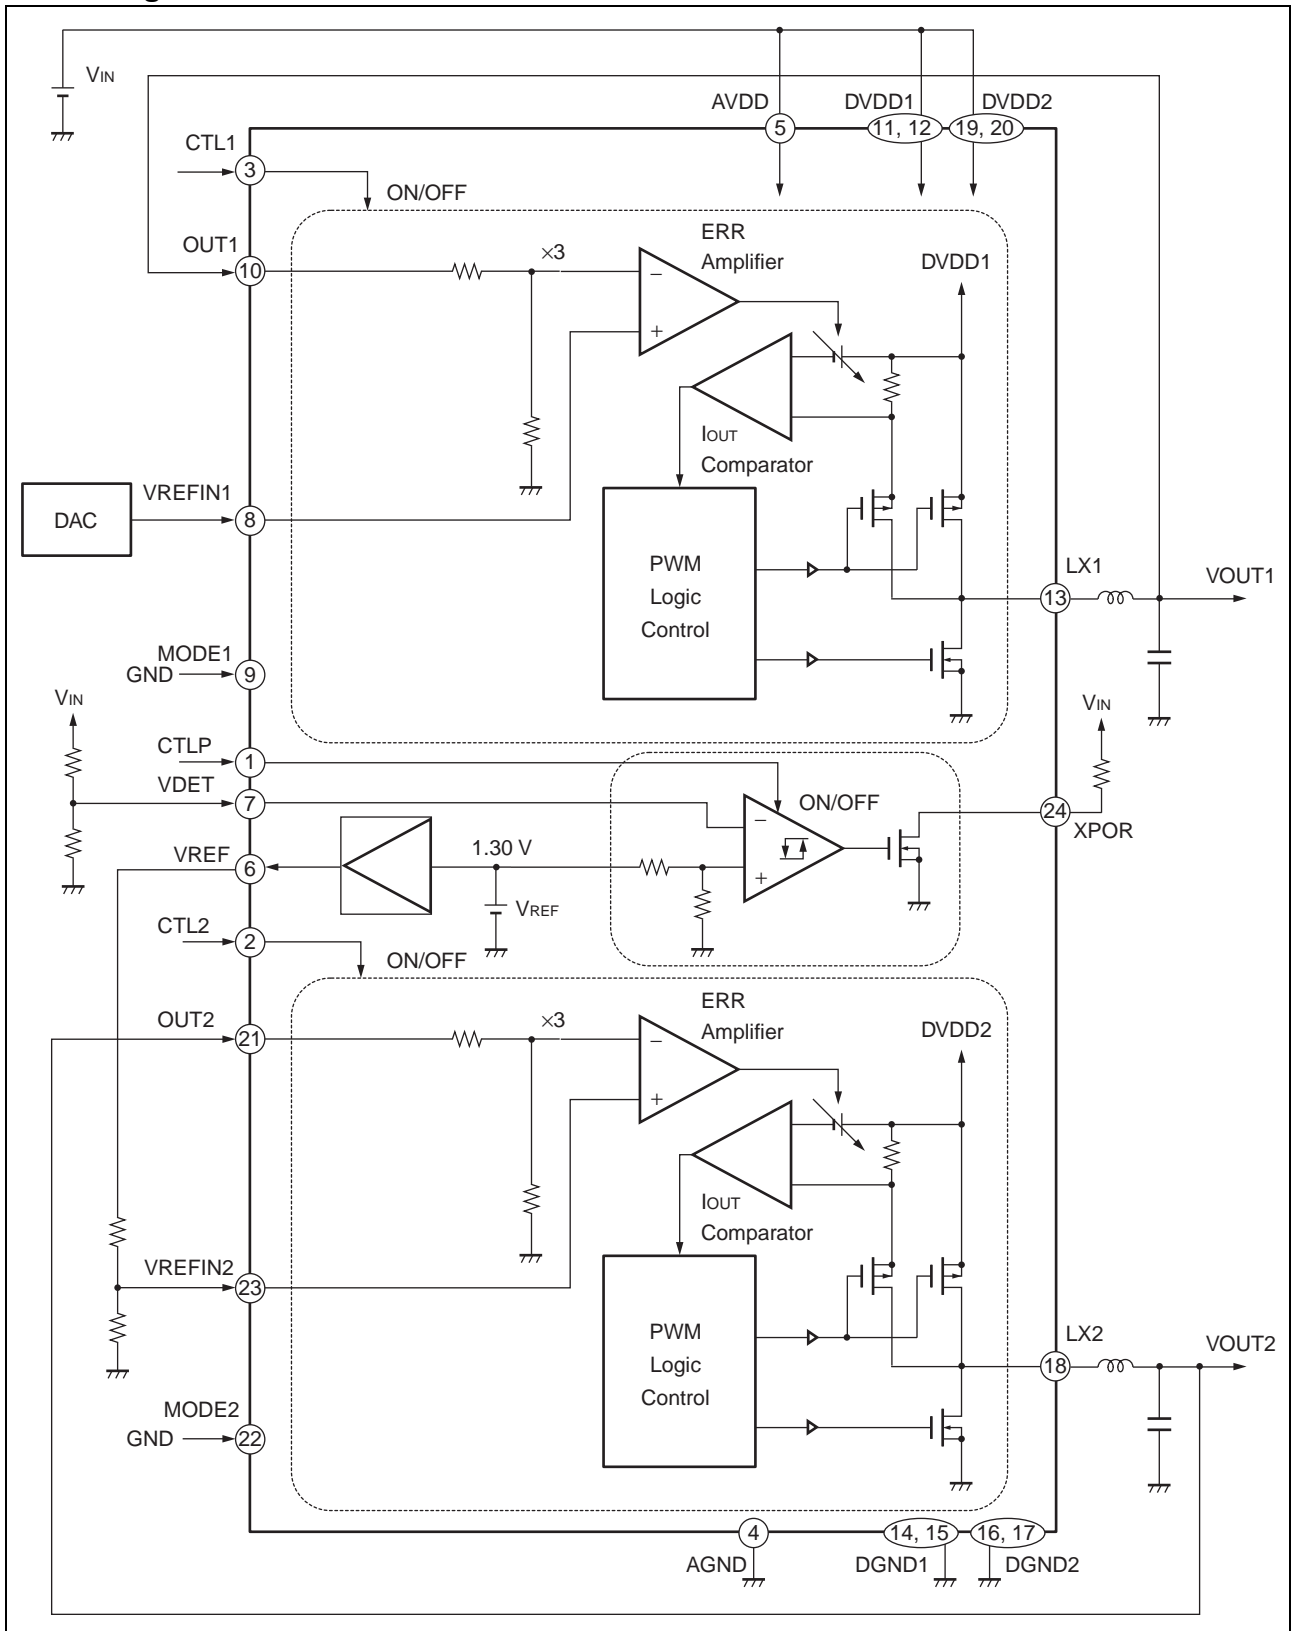 g
VIN
AVDD
DVDD1
DVDD2
5
11, 12
19, 20
CTL1
3
ON/OFF
OUT1
10
×3
ERR
Amplifier
DVDD1
−
+
IOUT
Comparator
DAC
VREFIN1
8
PWM
Logic
Control
LX1
13
VOUT1
MODE1
GND
9
VIN
VIN
CTLP
1
VDET
7
ON/OFF
−
+
24
XPOR
VREF
6
1.30 V
VREF
CTL2
2
ON/OFF
OUT2
21
×3
ERR
Amplifier
DVDD2
−
+
IOUT
Comparator
VREFIN2
23
PWM
Logic
Control
LX2
18
VOUT2
MODE2
GND
22
4
14, 15
16, 17
AGND
DGND1
DGND2